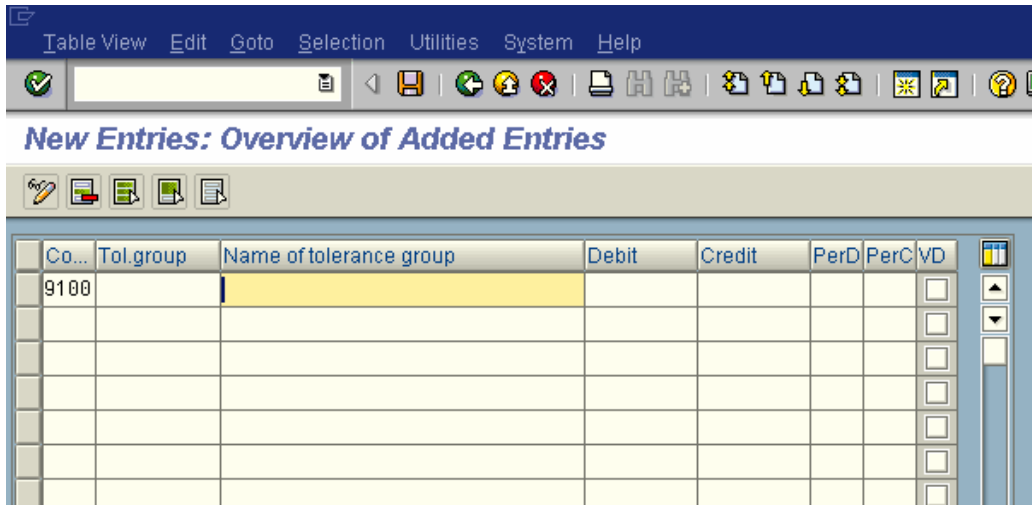 Table View Edit Goto Selection Utilities System Help
New Entries: Overview of Added Entries
Co... Tol.group Name of tolerance group Debit Credit PerD PerC VD
9100